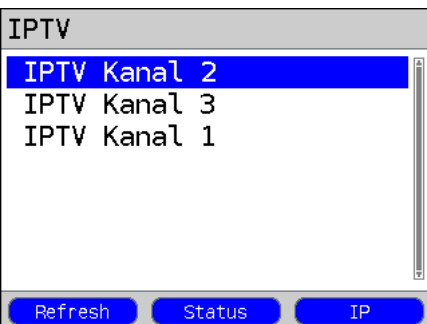 IPTV
IPTV Kanal 2
IPTV Kanal 3
IPTV Kanal 1
Refresh Status IP